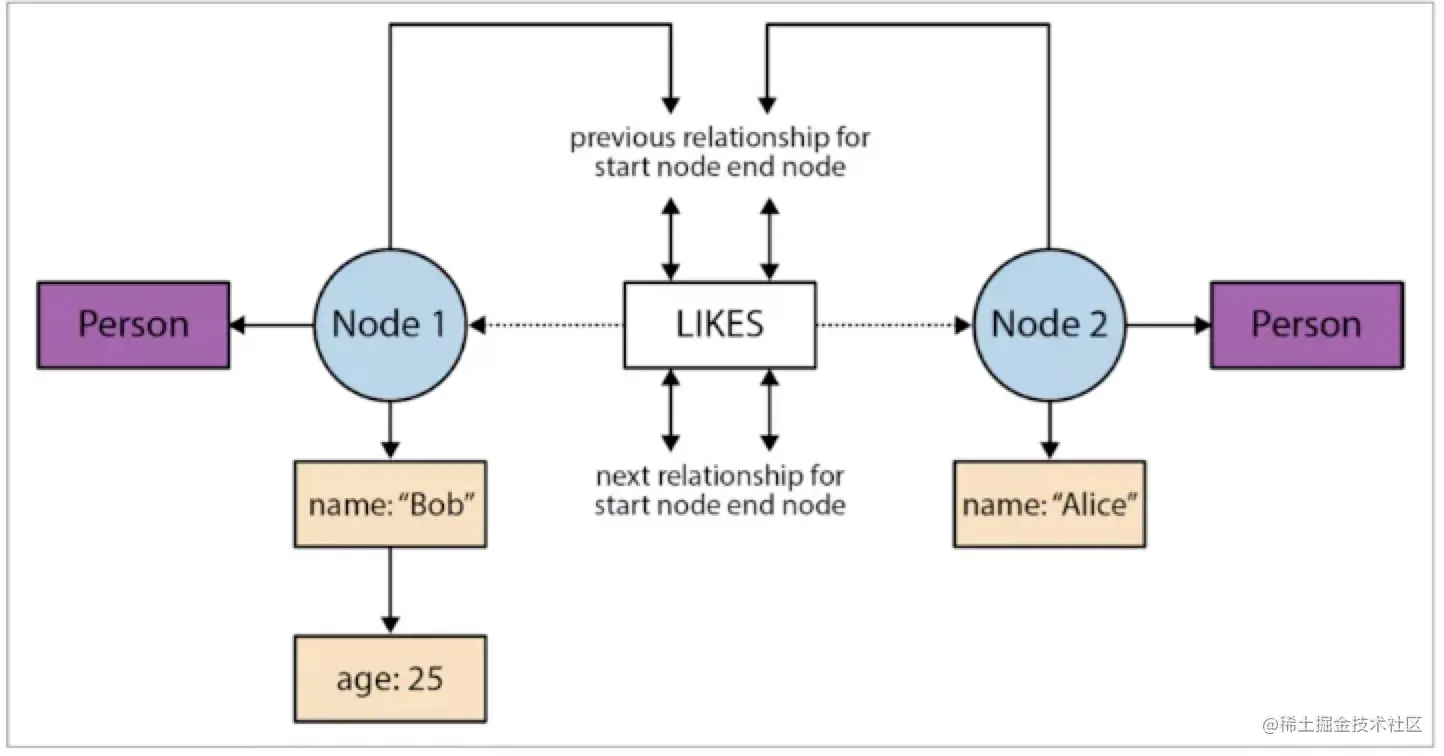 previous relationship for
start node end node
Person
Node 1
LIKES
Node 2
Person
name: “Bob”
next relationship for
start node end node
name: “Alice”
age: 25
@稀土掘金技术社区